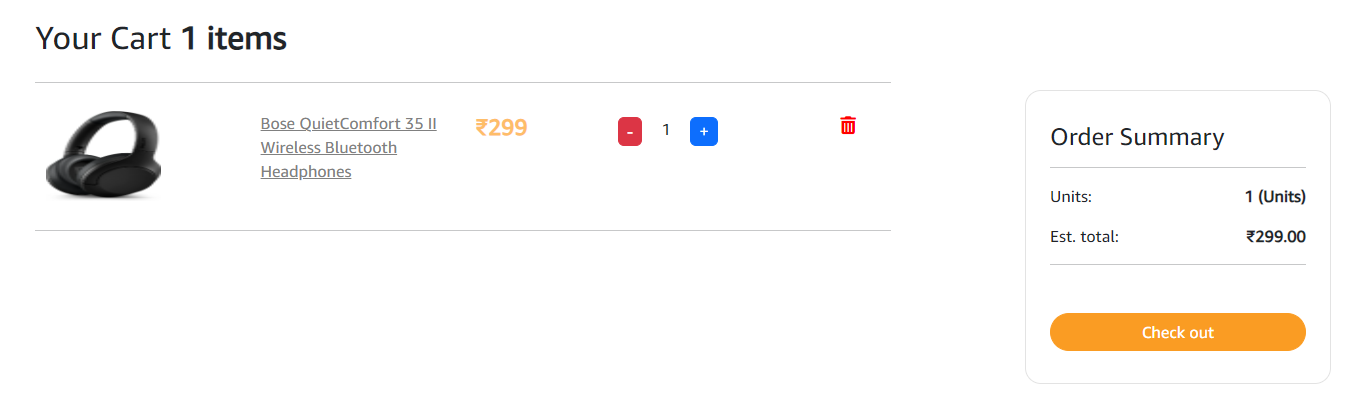 Your Cart 1 items
Bose QuietComfort 35 II
Wireless Bluetooth
Headphones
₹299
- 1 +
Order Summary
Units: 1 (Units)
Est. total: ₹299.00
Check out